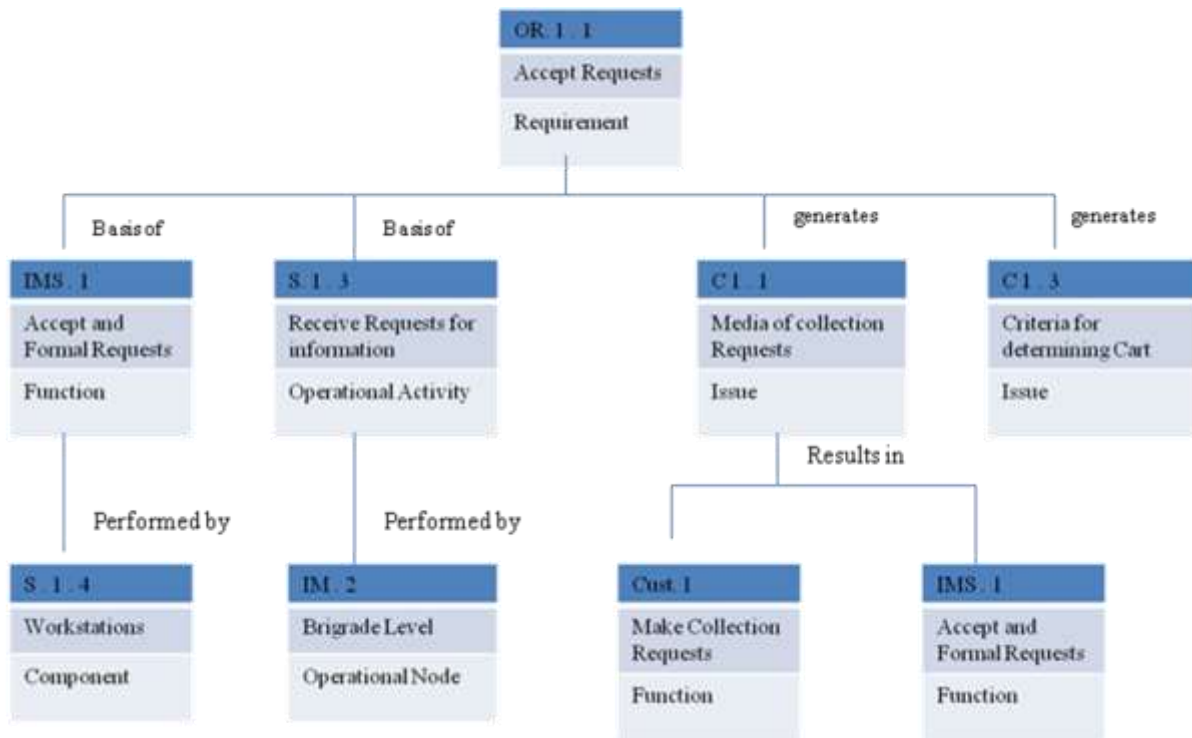 OR. 1 . 1
Accept Requests
Requirement
Basis of
Basis of
generates
generates
IMS . 1
Accept and
Formal Requests
Function
S. 1 . 3
Receive Requests for
information
Operational Activity
C 1 . 1
Media of collection
Requests
Issue
C 1 . 3
Criteria for
determining Cart
Issue
Results in
Performed by
Performed by
S . 1 . 4
Workstations
Component
IM . 2
Brigrade Level
Operational Node
Cust. 1
Make Collection
Requests
Function
IMS . 1
Accept and
Formal Requests
Function